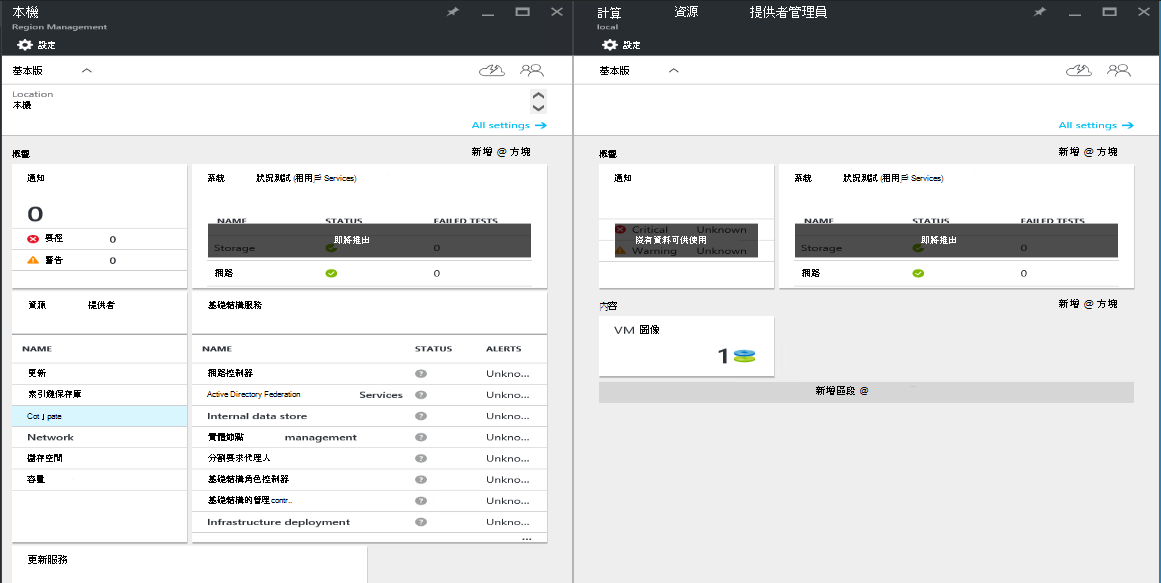 本機
Region Management
設定
基本版
Location
本機
All settings →
概觀
新增 @ 方塊
通知
0
0
警告 0
系統 狀況測試 (租用戶 Services)
NAME STATUS FAILED TESTS
Storage 0
即將推出
網路 0
資源 提供者
NAME
更新
索引鍵保存庫
Network
儲存空間
容量
基礎結構服務
NAME STATUS ALERTS
網路控制器 ? Unkno...
Active Directory Federation Services ? Unkno...
Internal data store ? Unkno...
實體節點 management ? Unkno...
分割要求代理人 ? Unkno...
基礎結構角色控制器 ? Unkno...
基礎結構的管理 contr.. ? Unkno...
Infrastructure deployment ? Unkno...
...
更新服務
計算 資源 提供者管理員
local
設定
基本版
All settings →
概觀
新增 @ 方塊
通知
Critical Unknown
沒有資料可供使用
Warning Unknown
系統 狀況測試 (租用戶 Services)
NAME STATUS FAILED TESTS
Storage 0
即將推出
網路 0
內容
新增 @ 方塊
VM 圖像
1
新增區段 @